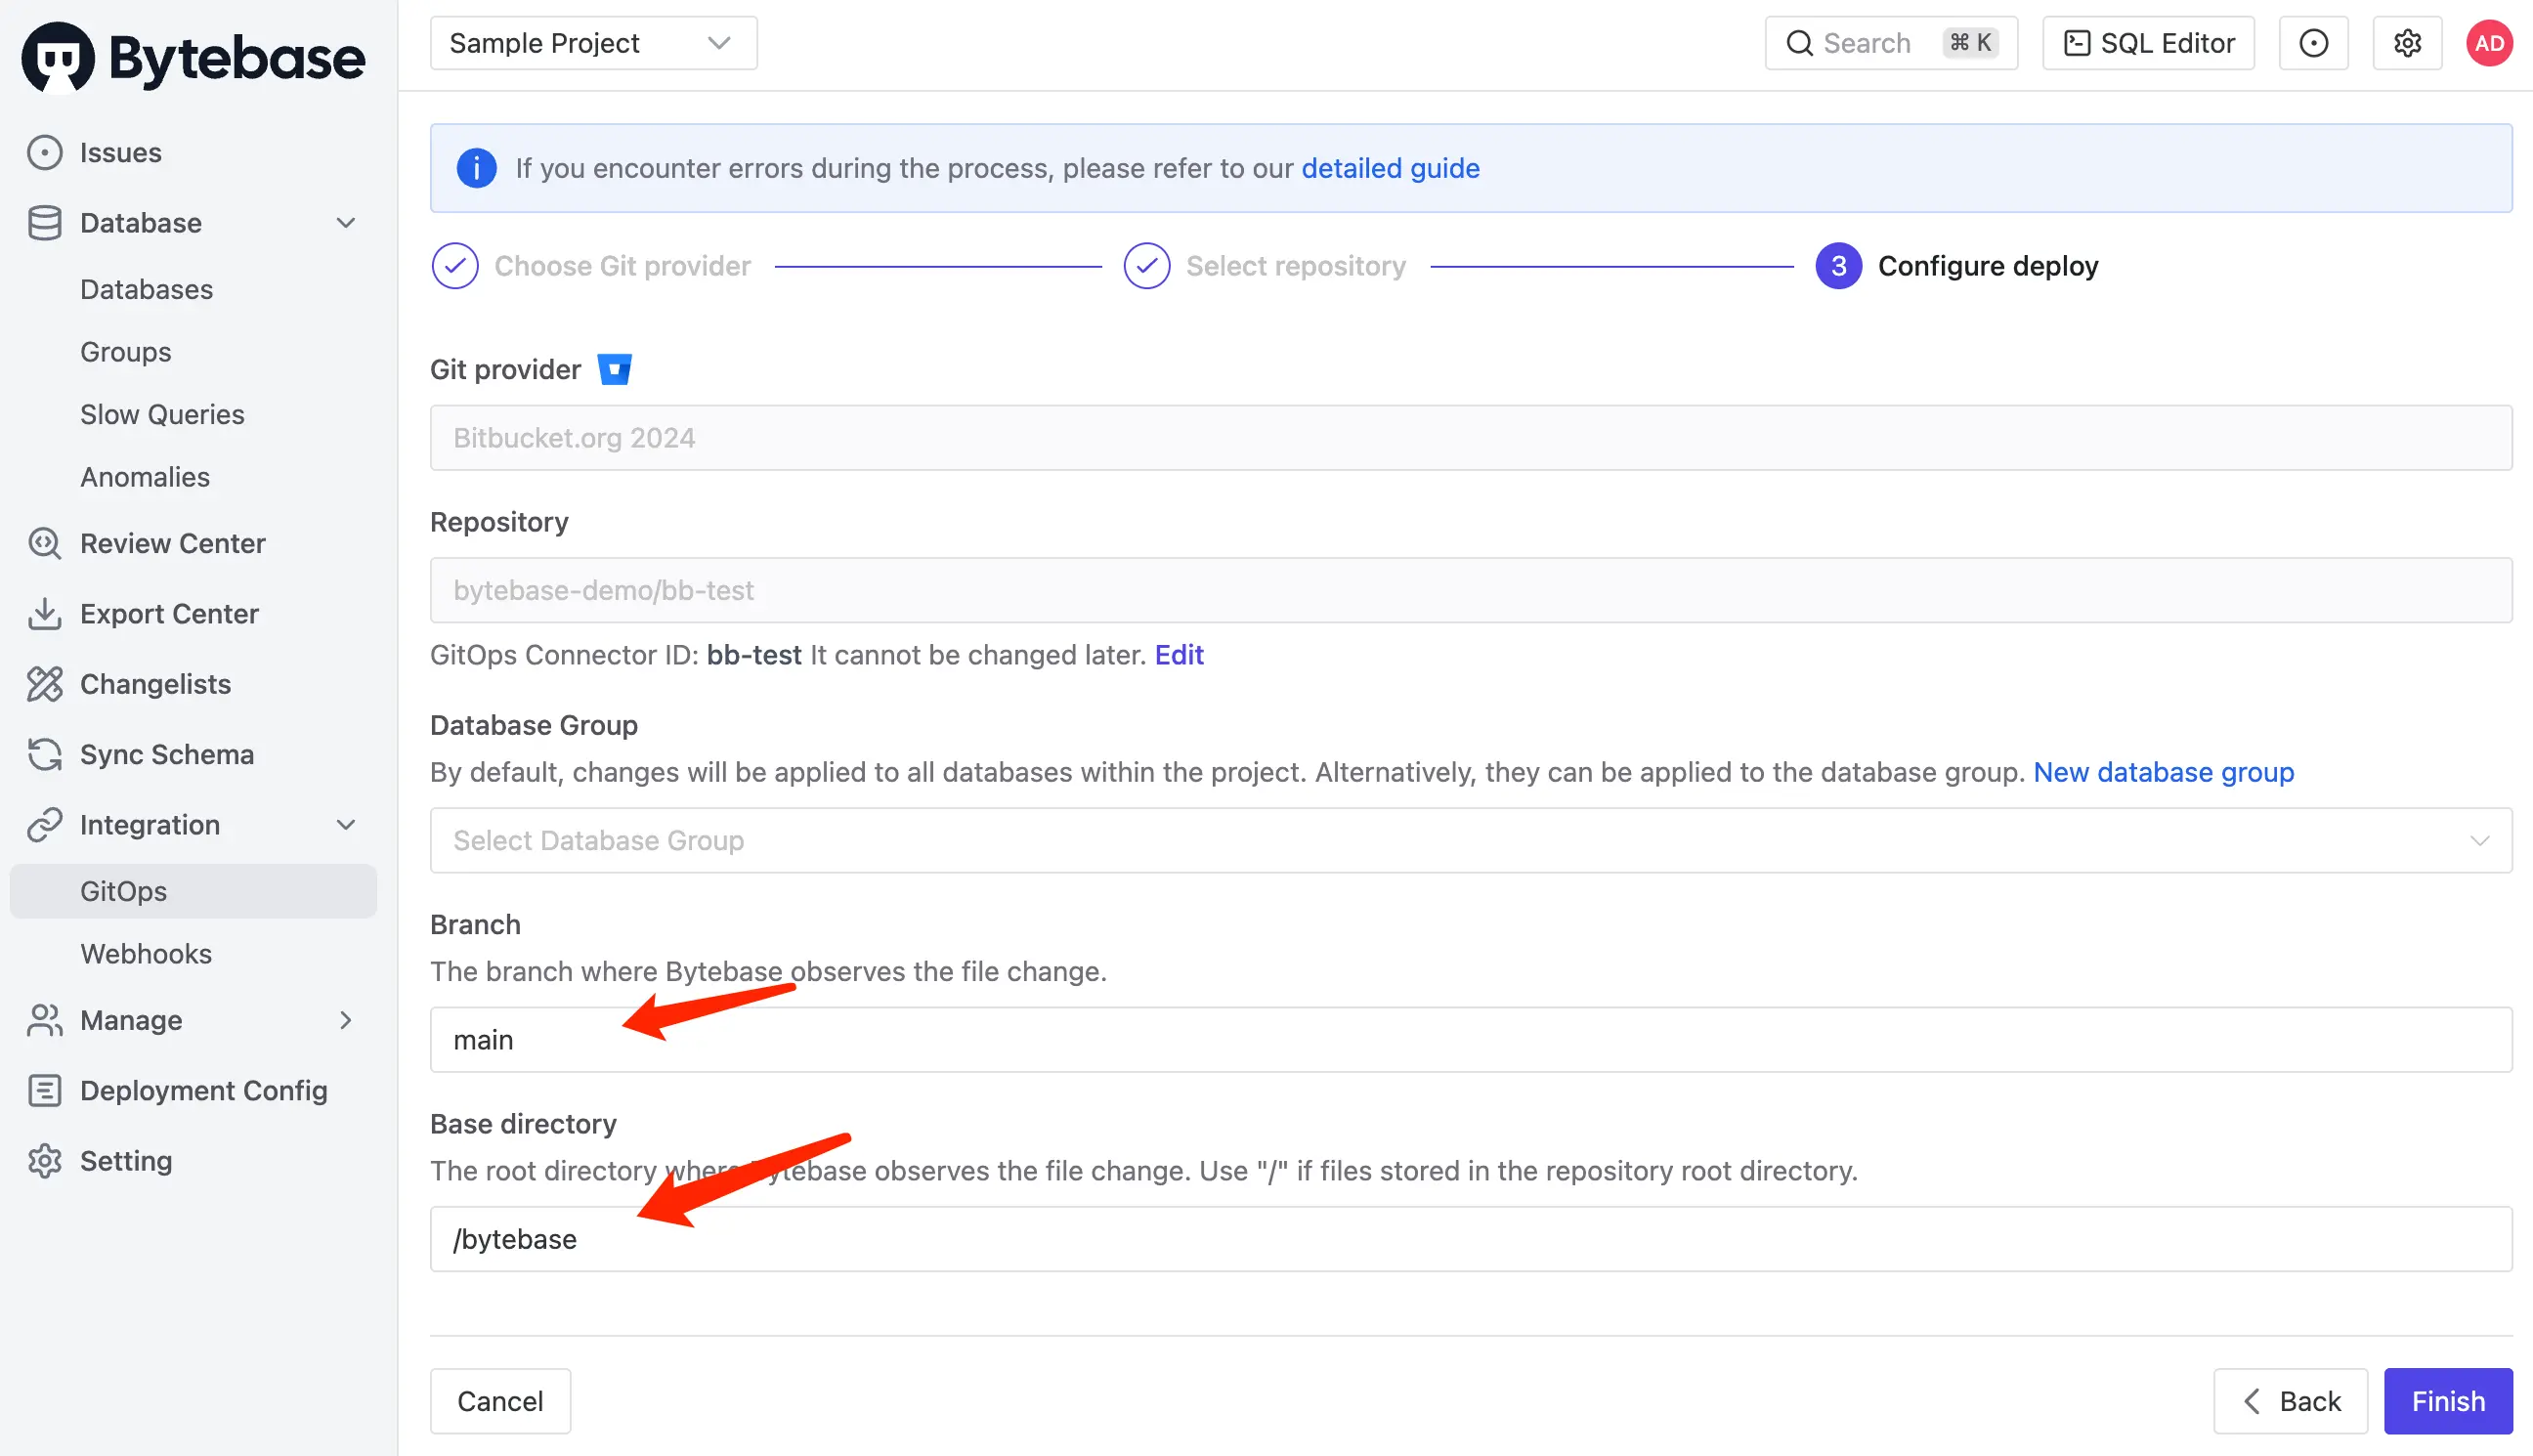 Bytebase
Issues
Database
Databases
Groups
Slow Queries
Anomalies
Review Center
Export Center
Changelists
Sync Schema
Integration
GitOps
Webhooks
Manage
Deployment Config
Setting
Sample Project
Search ⌘ K
SQL Editor
AD
If you encounter errors during the process, please refer to our detailed guide
Choose Git provider
Select repository
3 Configure deploy
Git provider
Bitbucket.org 2024
Repository
bytebase-demo/bb-test
GitOps Connector ID: bb-test It cannot be changed later. Edit
Database Group
By default, changes will be applied to all databases within the project. Alternatively, they can be applied to the database group. New database group
Select Database Group
Branch
The branch where Bytebase observes the file change.
main
Base directory
The root directory where Bytebase observes the file change. Use "/" if files stored in the repository root directory.
/bytebase
Cancel
Back
Finish